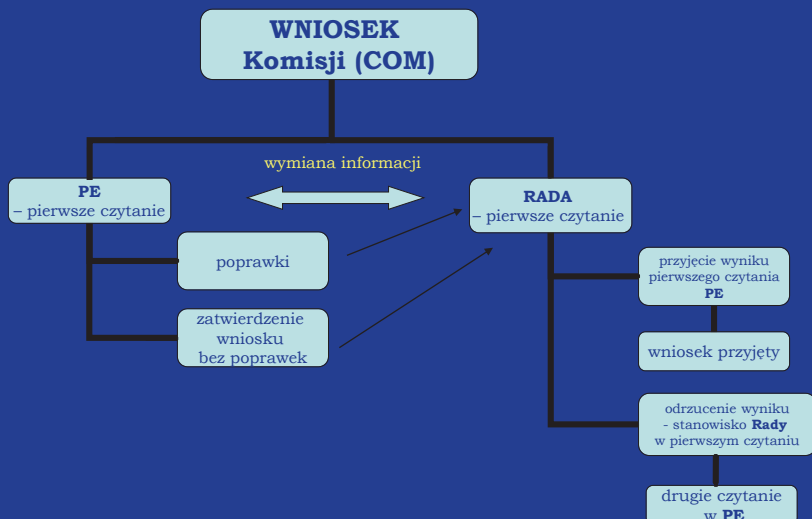 WNIOSEK
Komisji (COM)
wymiana informacji
PE
– pierwsze czytanie
RADA
– pierwsze czytanie
poprawki
zatwierdzenie
wniosku
bez poprawek
przyjęcie wyniku
pierwszego czytania
PE
wniosek przyjęty
odrzucenie wyniku
- stanowisko Rady
w pierwszym czytaniu
drugie czytanie
w PE